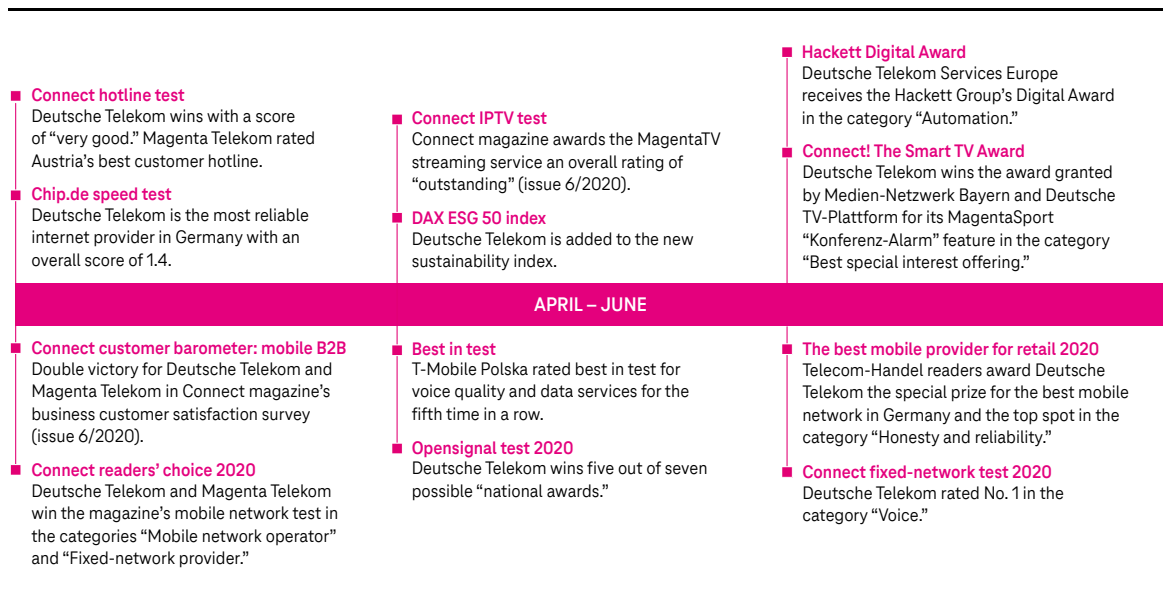 Connect hotline test
Deutsche Telekom wins with a score
of “very good.” Magenta Telekom rated
Austria’s best customer hotline.
Chip.de speed test
Deutsche Telekom is the most reliable
internet provider in Germany with an
overall score of 1.4.
Connect IPTV test
Connect magazine awards the MagentaTV
streaming service an overall rating of
“outstanding” (issue 6/2020).
DAX ESG 50 index
Deutsche Telekom is added to the new
sustainability index.
Hackett Digital Award
Deutsche Telekom Services Europe
receives the Hackett Group’s Digital Award
in the category “Automation.”
Connect! The Smart TV Award
Deutsche Telekom wins the award granted
by Medien-Netzwerk Bayern and Deutsche
TV-Plattform for its MagentaSport
“Konferenz-Alarm” feature in the category
“Best special interest offering.”
APRIL – JUNE
Connect customer barometer: mobile B2B
Double victory for Deutsche Telekom and
Magenta Telekom in Connect magazine’s
business customer satisfaction survey
(issue 6/2020).
Connect readers’ choice 2020
Deutsche Telekom and Magenta Telekom
win the magazine’s mobile network test in
the categories “Mobile network operator”
and “Fixed-network provider.”
Best in test
T-Mobile Polska rated best in test for
voice quality and data services for the
fifth time in a row.
Opensignal test 2020
Deutsche Telekom wins five out of seven
possible “national awards.”
The best mobile provider for retail 2020
Telecom-Handel readers award Deutsche
Telekom the special prize for the best mobile
network in Germany and the top spot in the
category “Honesty and reliability.”
Connect fixed-network test 2020
Deutsche Telekom rated No. 1 in the
category “Voice.”